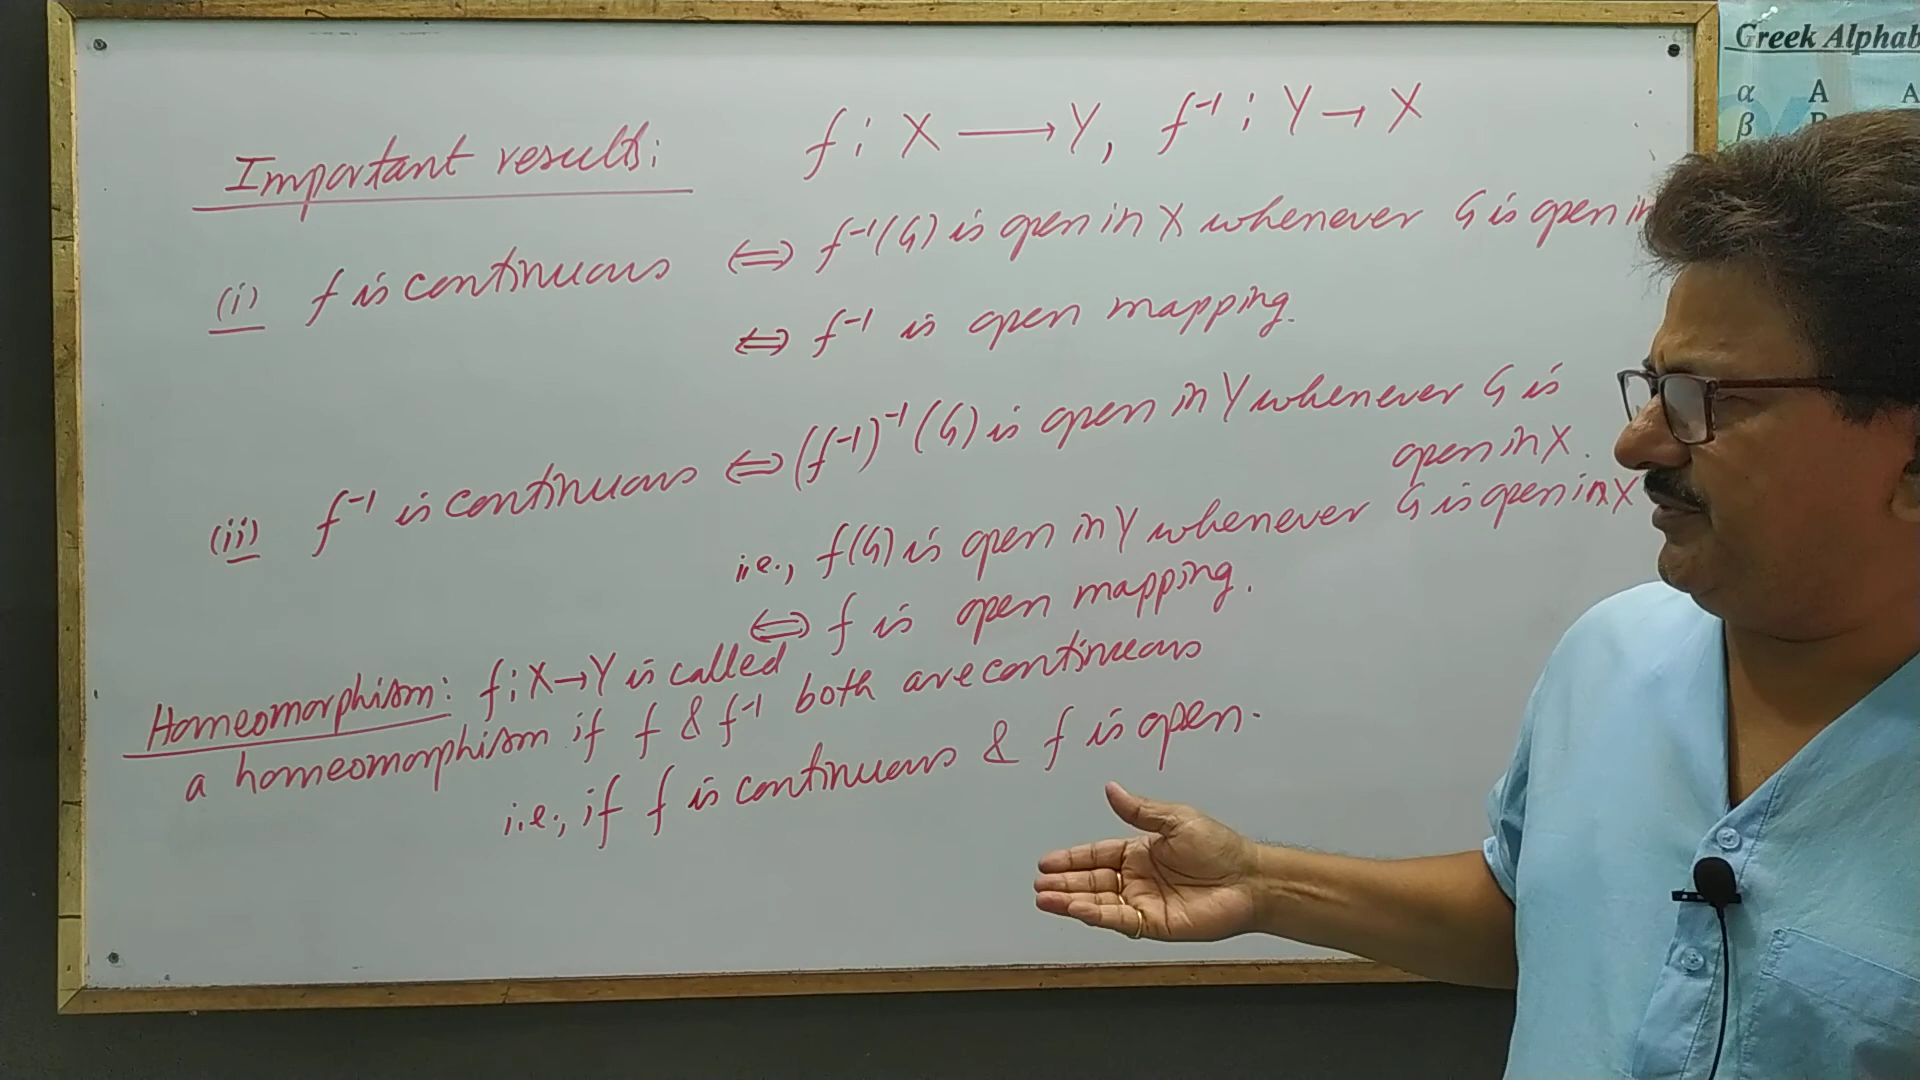 Important results: f : X → Y, f⁻¹ : Y → X
(i) f is continuous ⇔ f⁻¹(G) is open in X whenever G is open in
⇔ f⁻¹ is open mapping.
(ii) f⁻¹ is continuous ⇔ (f⁻¹)⁻¹(G) is open in Y whenever G is
open in X.
i.e., f(G) is open in Y whenever G is open in X
⇔ f is open mapping.
Homeomorphism: f : X → Y is called
a homeomorphism if f & f⁻¹ both are continuous
i.e., if f is continuous & f is open.
Greek Alphab
α A A
β